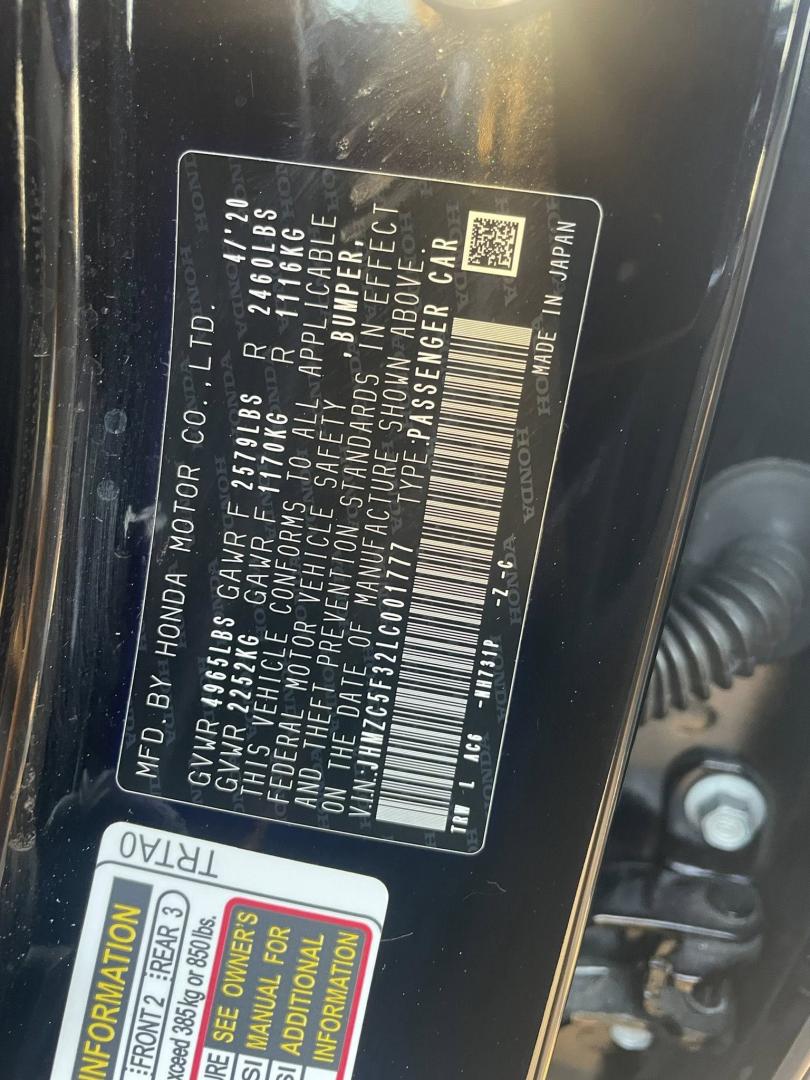 MFD.BY HONDA MOTOR CO.,LTD. 4/'20
GVWR 4965LBS GAWR F 2579LBS R 2460LBS
GVWR 2252KG GAWR F 1170KG R 1116KG
THIS VEHICLE CONFORMS TO ALL APPLICABLE
FEDERAL MOTOR VEHICLE SAFETY ,BUMPER,
AND THEFT PREVENTION STANDARDS IN EFFECT
ON THE DATE OF MANUFACTURE SHOWN ABOVE.
V.I.N:JHMZC5F32LC001777 TYPE:PASSENGER CAR
TRW L AC6 -NH731P -Z -C MADE IN JAPAN
TRTA0
INFORMATION
FRONT 2 REAR 3
xceed 385 kg or 850 lbs.
SEE OWNER'S
MANUAL FOR
ADDITIONAL
INFORMATION